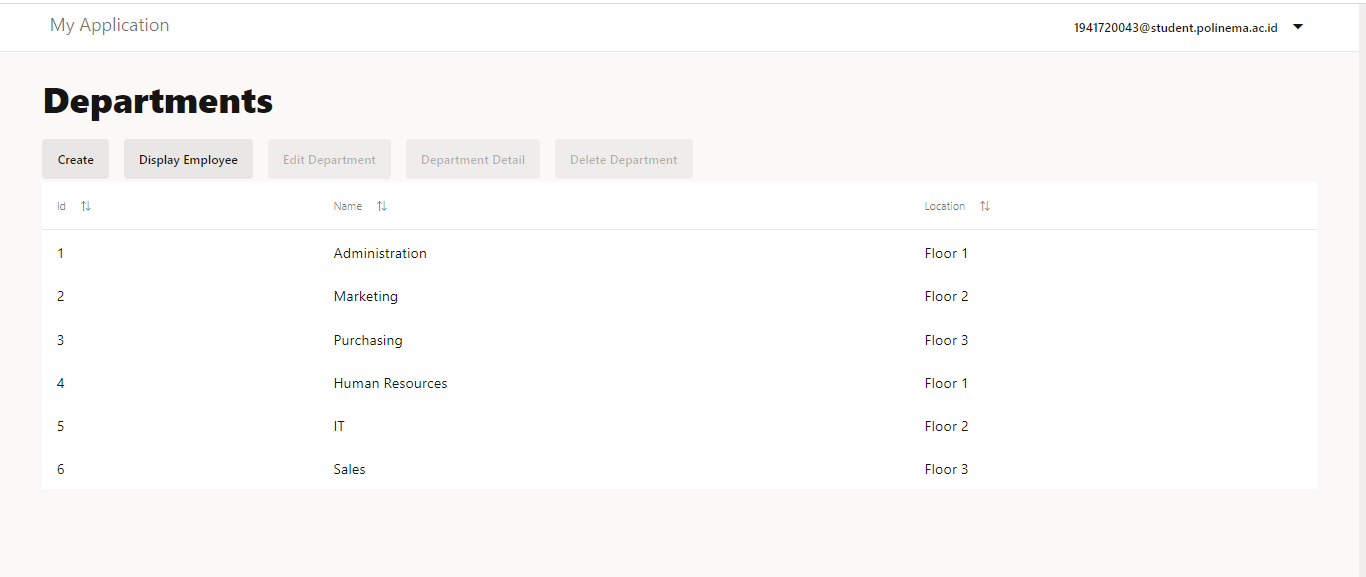 My Application
1941720043@student.polinema.ac.id
Departments
Create Display Employee Edit Department Department Detail Delete Department
Id Name Location
1 Administration Floor 1
2 Marketing Floor 2
3 Purchasing Floor 3
4 Human Resources Floor 1
5 IT Floor 2
6 Sales Floor 3